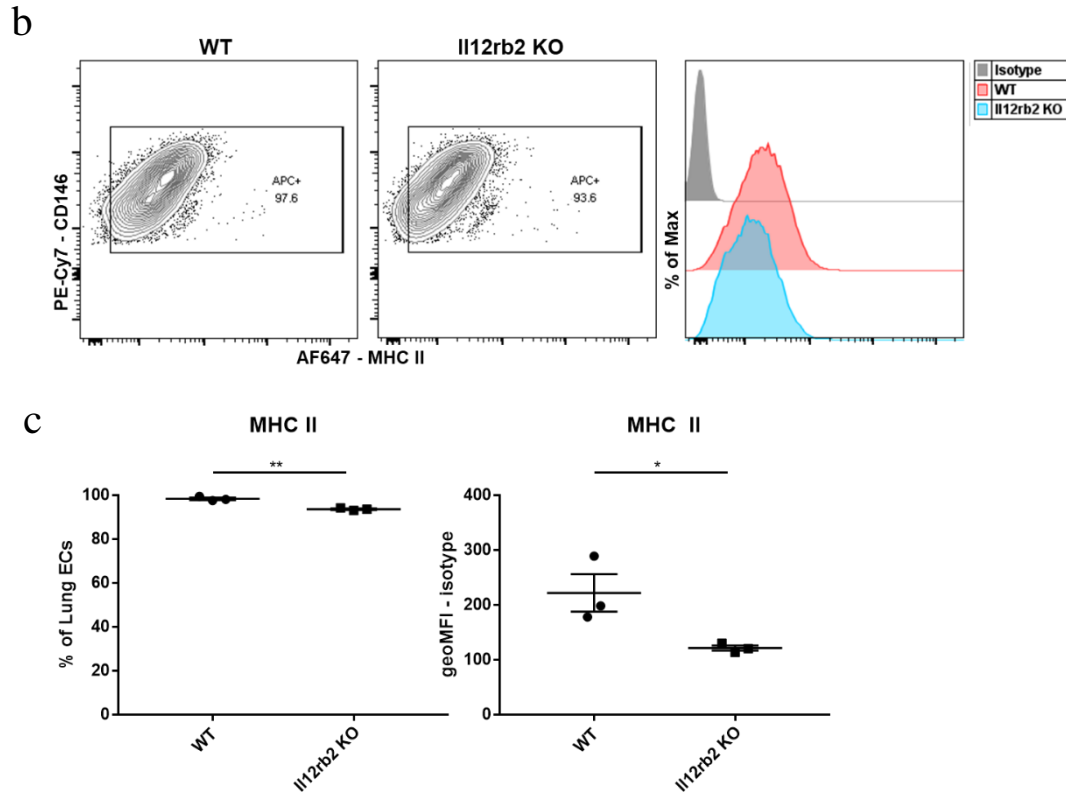 b
WT
Il12rb2 KO
Isotype
WT
Il12rb2 KO
PE-Cy7 - CD146
APC+
97.6
APC+
93.6
% of Max
AF647 - MHC II
c
MHC II
MHC II
**
*
% of Lung ECs
100
80
60
40
20
0
WT
Il12rb2 KO
geoMFI - isotype
400
300
200
100
0
WT
Il12rb2 KO